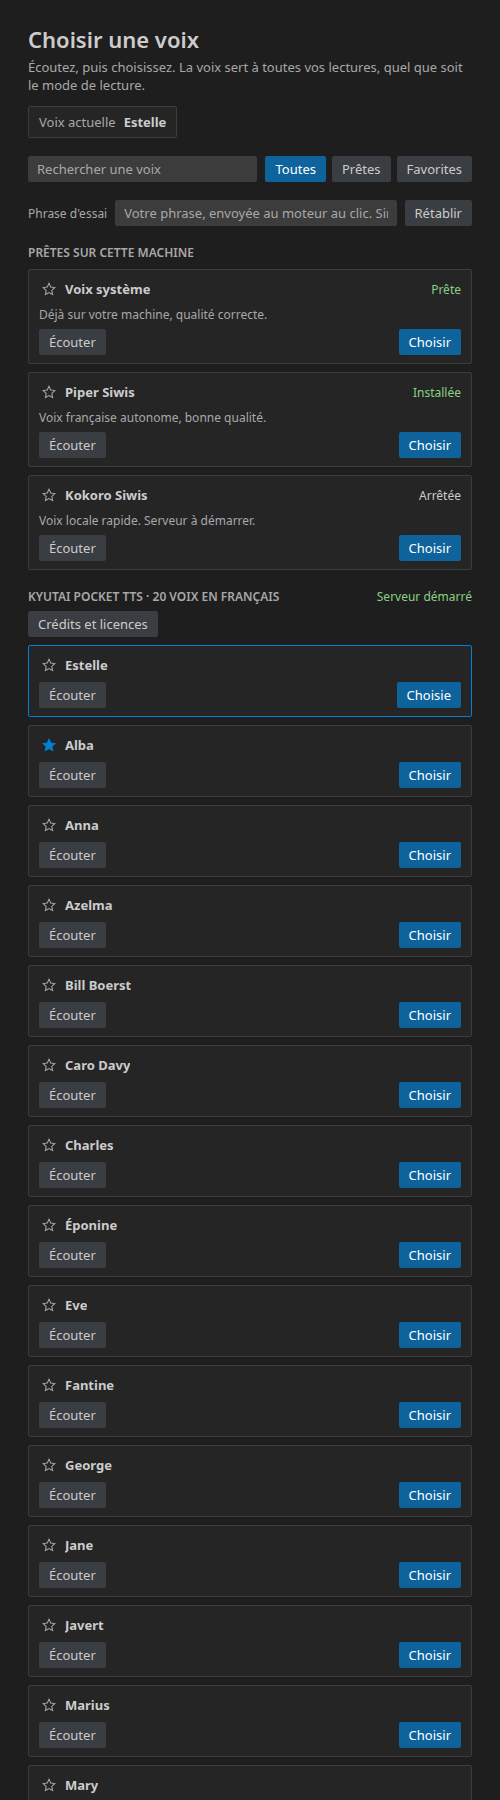 Choisir une voix
Écoutez, puis choisissez. La voix sert à toutes vos lectures, quel que soit
le mode de lecture.
Voix actuelle Estelle
Rechercher une voix Toutes Prêtes Favorites
Phrase d'essai Votre phrase, envoyée au moteur au clic. Si Rétablir
PRÊTES SUR CETTE MACHINE
Voix système Prête
Déjà sur votre machine, qualité correcte.
Écouter Choisir
Piper Siwis Installée
Voix française autonome, bonne qualité.
Écouter Choisir
Kokoro Siwis Arrêtée
Voix locale rapide. Serveur à démarrer.
Écouter Choisir
KYUTAI POCKET TTS · 20 VOIX EN FRANÇAIS Serveur démarré
Crédits et licences
Estelle
Écouter Choisie
Alba
Écouter Choisir
Anna
Écouter Choisir
Azelma
Écouter Choisir
Bill Boerst
Écouter Choisir
Caro Davy
Écouter Choisir
Charles
Écouter Choisir
Éponine
Écouter Choisir
Eve
Écouter Choisir
Fantine
Écouter Choisir
George
Écouter Choisir
Jane
Écouter Choisir
Javert
Écouter Choisir
Marius
Écouter Choisir
Mary